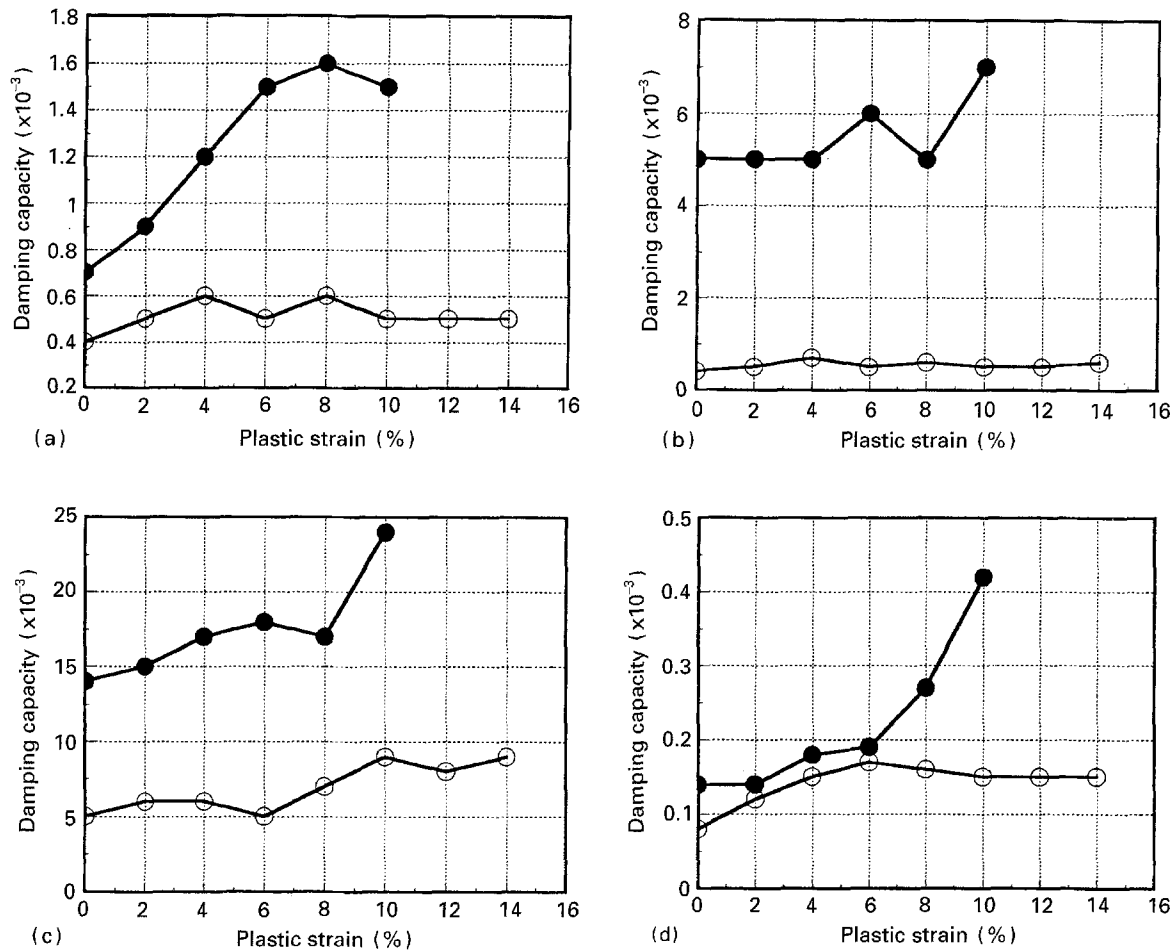 1.8
1.6
1.4
1.2
1
0.8
0.6
0.4
0.2
Damping capacity (x10⁻³)
0 2 4 6 8 10 12 14 16
Plastic strain (%)
(a)
8
6
4
2
0
Damping capacity (x10⁻³)
0 2 4 6 8 10 12 14 16
Plastic strain (%)
(b)
25
20
15
10
5
0
Damping capacity (x10⁻³)
0 2 4 6 8 10 12 14 16
Plastic strain (%)
(c)
0.5
0.4
0.3
0.2
0.1
0
Damping capacity (x10⁻³)
0 2 4 6 8 10 12 14 16
Plastic strain (%)
(d)